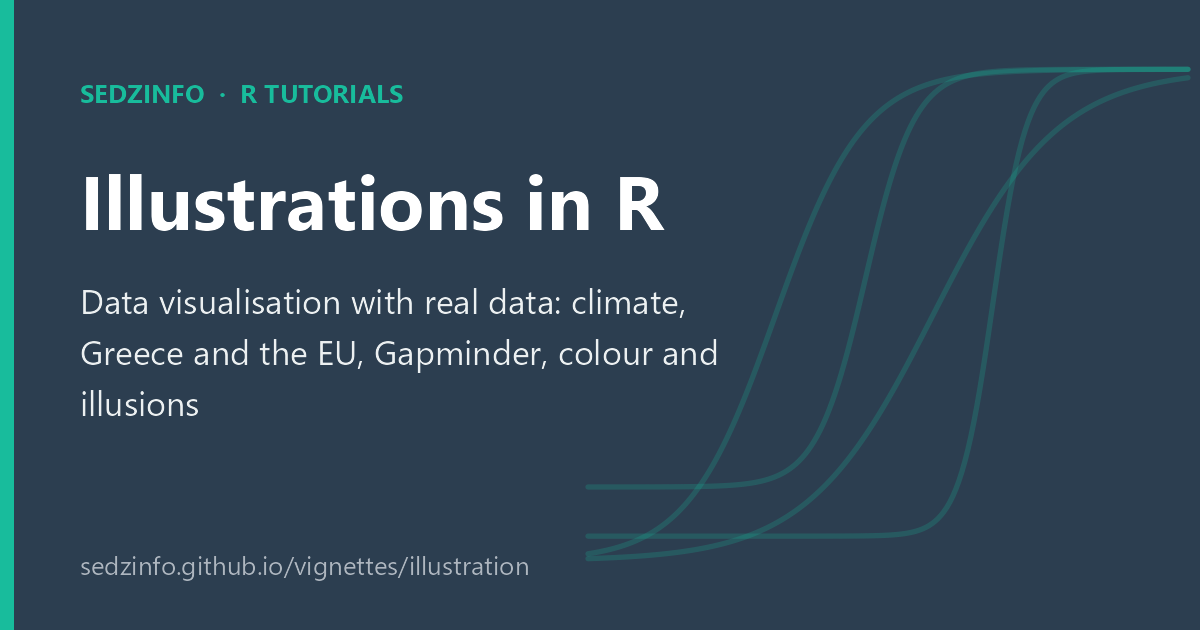 SEDZINFO · R TUTORIALS
Illustrations in R
Data visualisation with real data: climate,
Greece and the EU, Gapminder, colour and
illusions
sedzinfo.github.io/vignettes/illustration